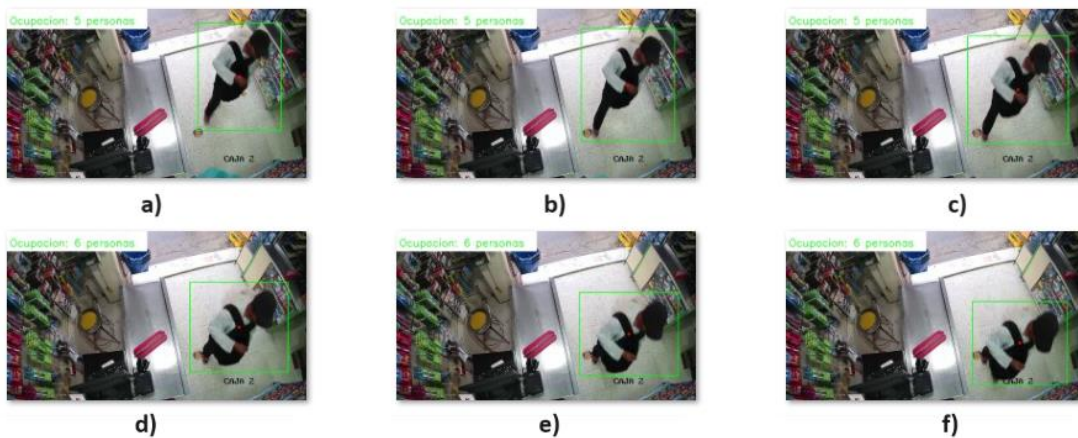 Ocupacion: 5 personas
CAJA 2
a)
Ocupacion: 5 personas
CAJA 2
b)
Ocupacion: 5 personas
CAJA 2
c)
Ocupacion: 6 personas
CAJA 2
d)
Ocupacion: 6 personas
CAJA 2
e)
Ocupacion: 6 personas
CAJA 2
f)